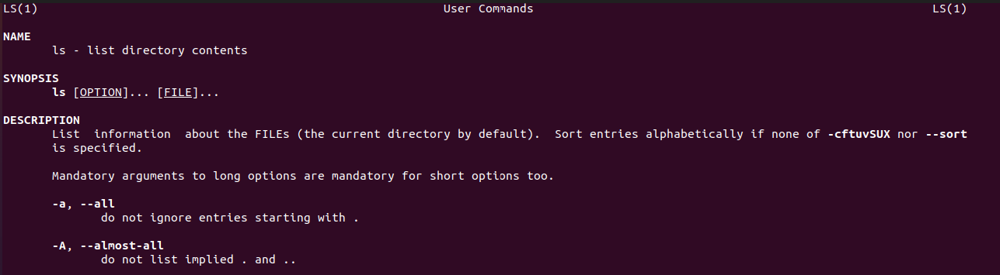 LS(1) User Commands LS(1)
NAME
ls - list directory contents
SYNOPSIS
ls [OPTION]... [FILE]...
DESCRIPTION
List information about the FILEs (the current directory by default). Sort entries alphabetically if none of -cftuvSUX nor --sort
is specified.
Mandatory arguments to long options are mandatory for short options too.
-a, --all
do not ignore entries starting with .
-A, --almost-all
do not list implied . and ..